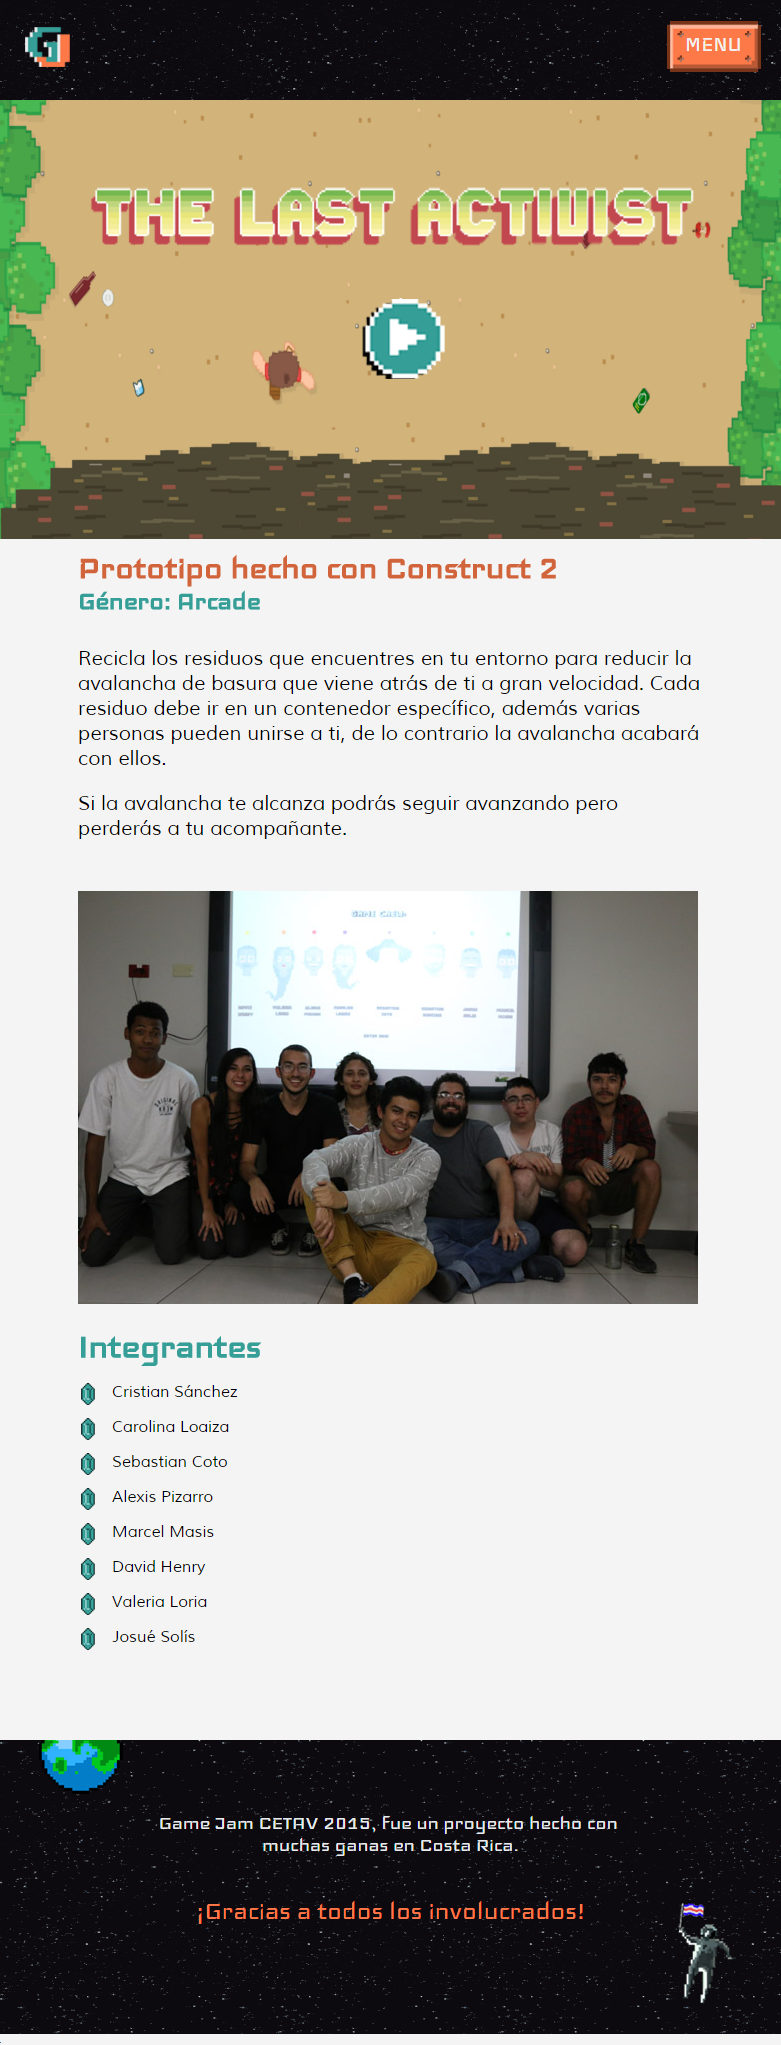 MENU
THE LAST ACTIVIST
Prototipo hecho con Construct 2
Género: Arcade
Recicla los residuos que encuentres en tu entorno para reducir la
avalancha de basura que viene atrás de ti a gran velocidad. Cada
residuo debe ir en un contenedor específico, además varias
personas pueden unirse a ti, de lo contrario la avalancha acabará
con ellos.
Si la avalancha te alcanza podrás seguir avanzando pero
perderás a tu acompañante.
ORIGINAL
Integrantes
Cristian Sánchez
Carolina Loaiza
Sebastian Coto
Alexis Pizarro
Marcel Masis
David Henry
Valeria Loria
Josué Solís
Game Jam CETAV 2015, fue un proyecto hecho con
muchas ganas en Costa Rica.
¡Gracias a todos los involucrados!